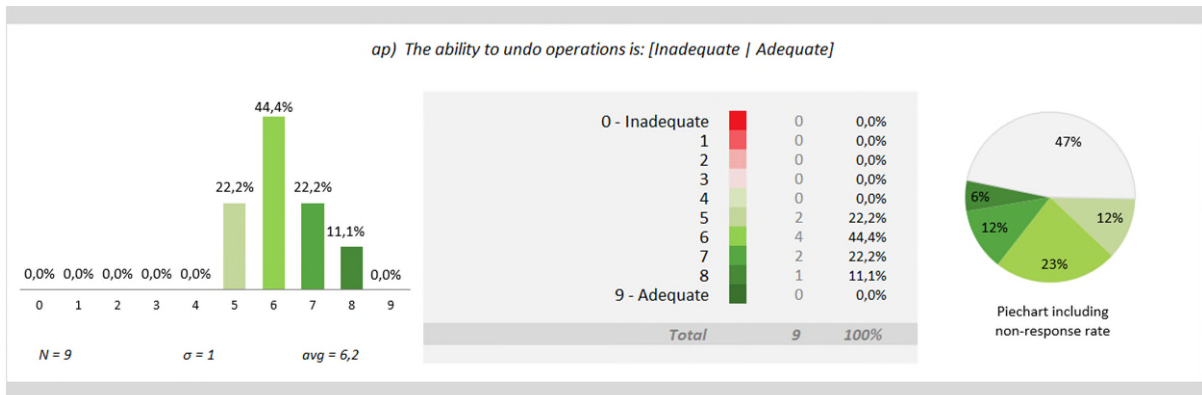 ap) The ability to undo operations is: [Inadequate | Adequate]
44,4%
22,2% 22,2%
11,1%
0,0% 0,0% 0,0% 0,0% 0,0% 0,0%
0 1 2 3 4 5 6 7 8 9
N = 9 σ = 1 avg = 6,2
0 - Inadequate 0 0,0%
1 0 0,0%
2 0 0,0%
3 0 0,0%
4 0 0,0%
5 2 22,2%
6 4 44,4%
7 2 22,2%
8 1 11,1%
9 - Adequate 0 0,0%
Total 9 100%
47%
6% 12%
12%
23%
Piechart including
non-response rate